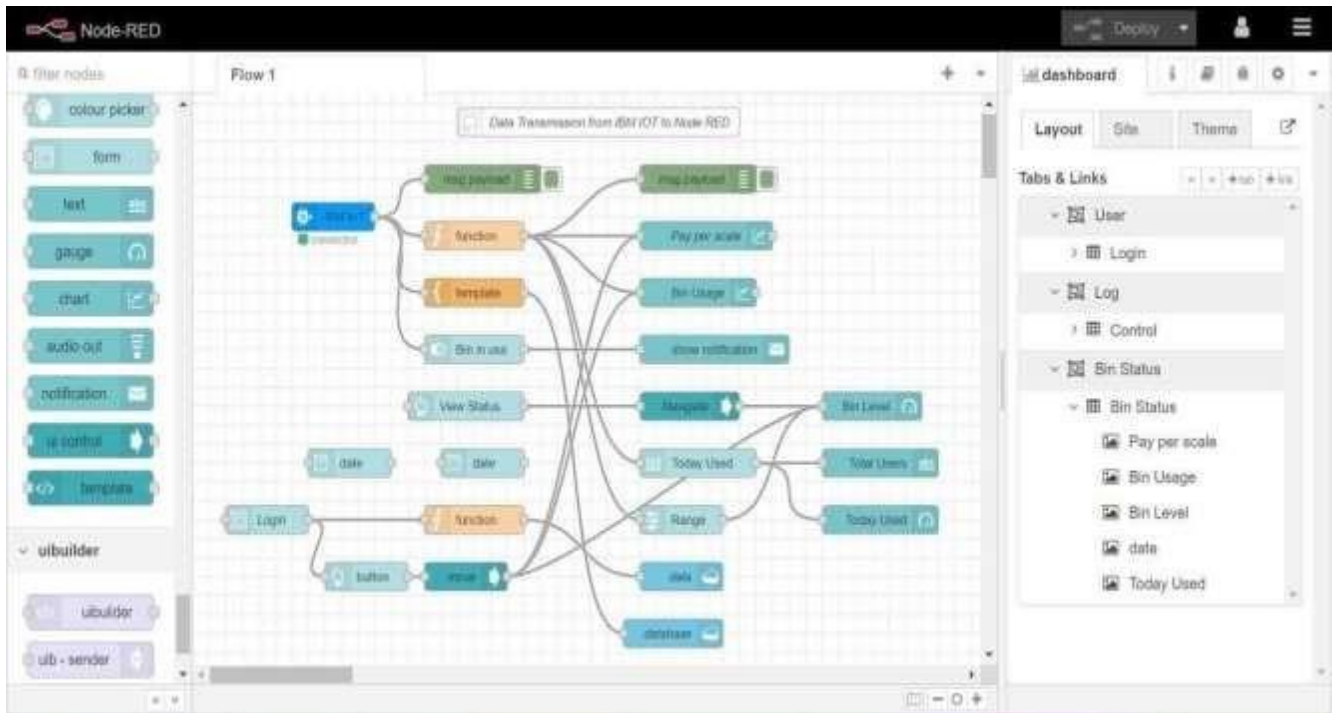 Node-RED
Deploy
filter nodes
Flow 1
dashboard
colour picker
form
text
gauge
chart
audio out
notification
ui control
template
uibuilder
uibuilder
uib - sender
Data Transmission from IBM IOT to Node RED
msg.payload
msg.payload
IBM IoT
connected
function
Pay per scale
template
Bin Usage
Bin in use
show notification
View Status
Navigate
Bin Level
date
date
Today Used
Total Users
Login
function
Range
Today Used
button
move
data
database
Layout
Site
Theme
Tabs & Links
User
Login
Log
Control
Bin Status
Bin Status
Pay per scale
Bin Usage
Bin Level
date
Today Used